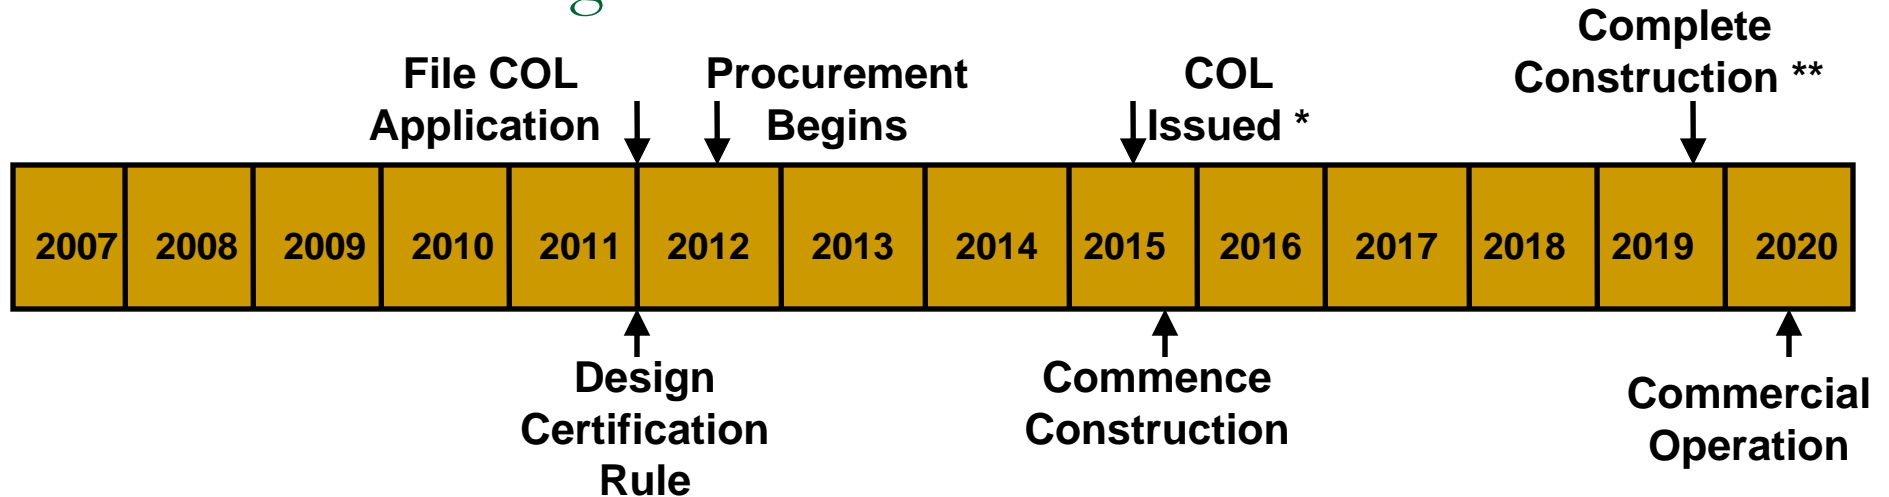 Complete
Construction **
File COL
Application
Procurement
Begins
COL
Issued *
2007 2008 2009 2010 2011 2012 2013 2014 2015 2016 2017 2018 2019 2020
Design
Certification
Rule
Commence
Construction
Commercial
Operation